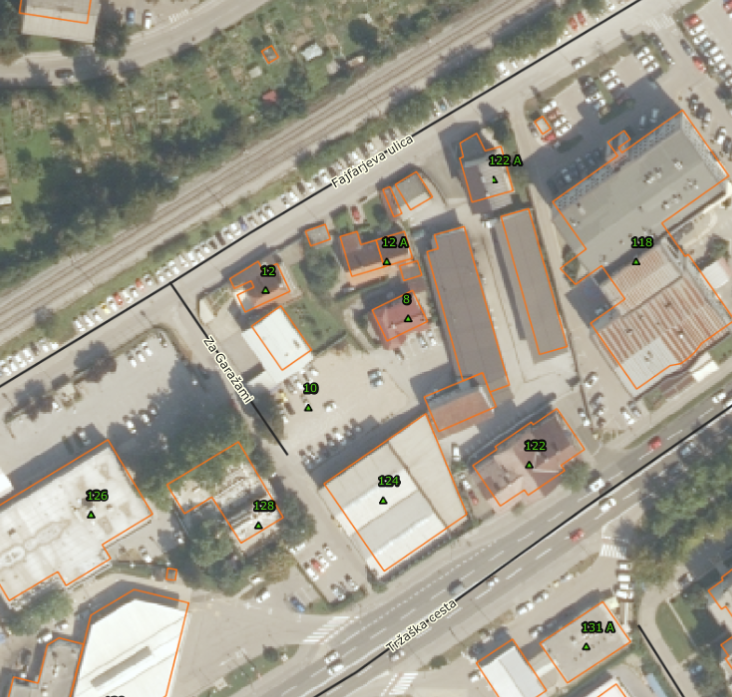 Fajfarjeva ulica
122 A
12 A
118
12
8
Za Garažami
10
122
124
126
128
Tržaška cesta
131 A